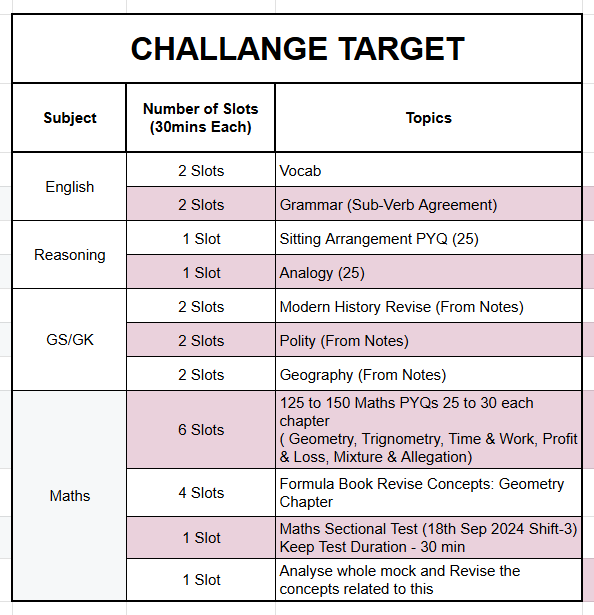 CHALLANGE TARGET
Subject
Number of Slots
(30mins Each)
Topics
English
2 Slots
Vocab
2 Slots
Grammar (Sub-Verb Agreement)
Reasoning
1 Slot
Sitting Arrangement PYQ (25)
1 Slot
Analogy (25)
GS/GK
2 Slots
Modern History Revise (From Notes)
2 Slots
Polity (From Notes)
2 Slots
Geography (From Notes)
Maths
6 Slots
125 to 150 Maths PYQs 25 to 30 each
chapter
( Geometry, Trignometry, Time & Work, Profit
& Loss, Mixture & Allegation)
4 Slots
Formula Book Revise Concepts: Geometry
Chapter
1 Slot
Maths Sectional Test (18th Sep 2024 Shift-3)
Keep Test Duration - 30 min
1 Slot
Analyse whole mock and Revise the
concepts related to this